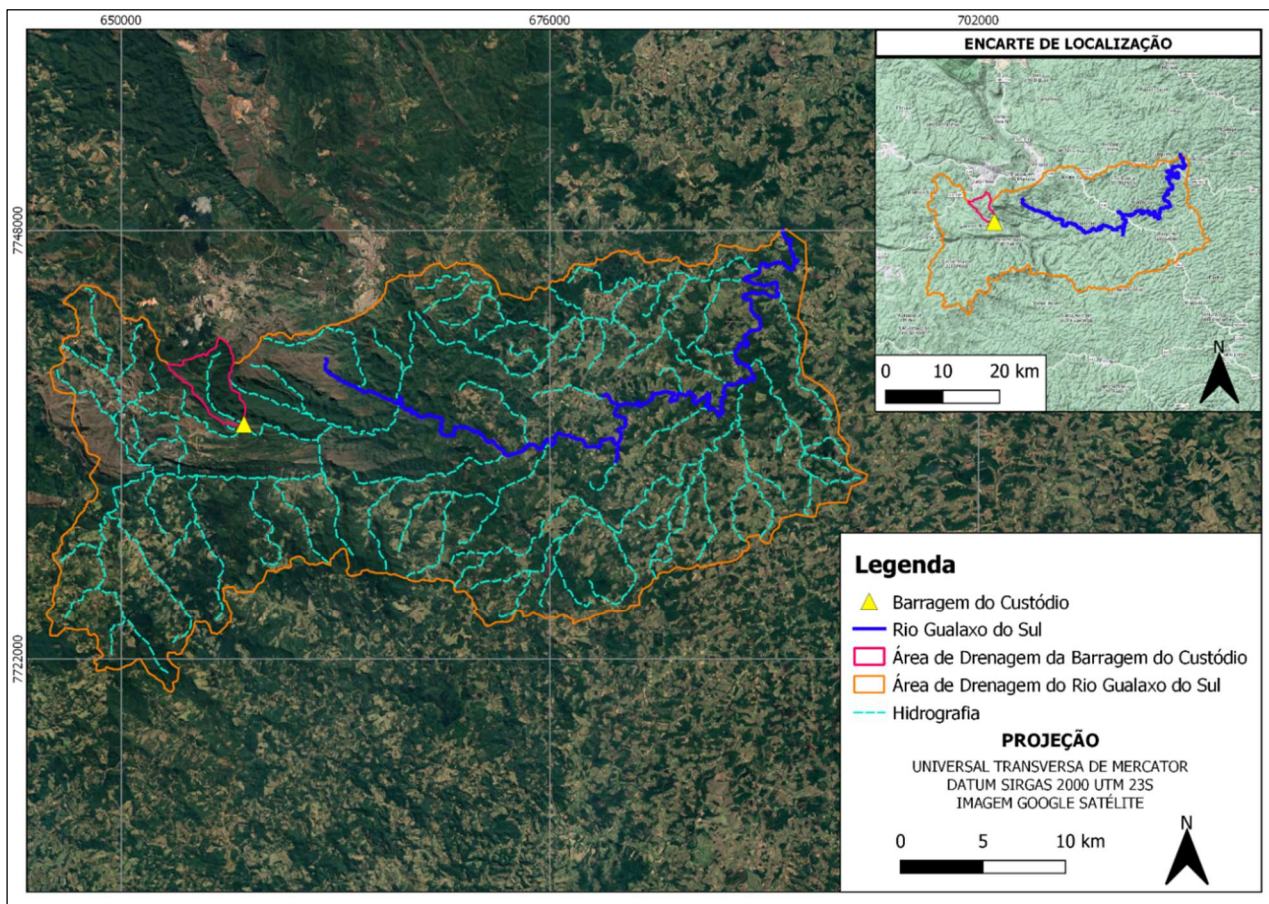 650000
676000
702000
7748000
7722000
ENCARTE DE LOCALIZAÇÃO
N
0 10 20 km
Legenda
Barragem do Custódio
Rio Gualaxo do Sul
Área de Drenagem da Barragem do Custódio
Área de Drenagem do Rio Gualaxo do Sul
Hidrografia
PROJEÇÃO
UNIVERSAL TRANSVERSA DE MERCATOR
DATUM SIRGAS 2000 UTM 23S
IMAGEM GOOGLE SATÉLITE
N
0 5 10 km